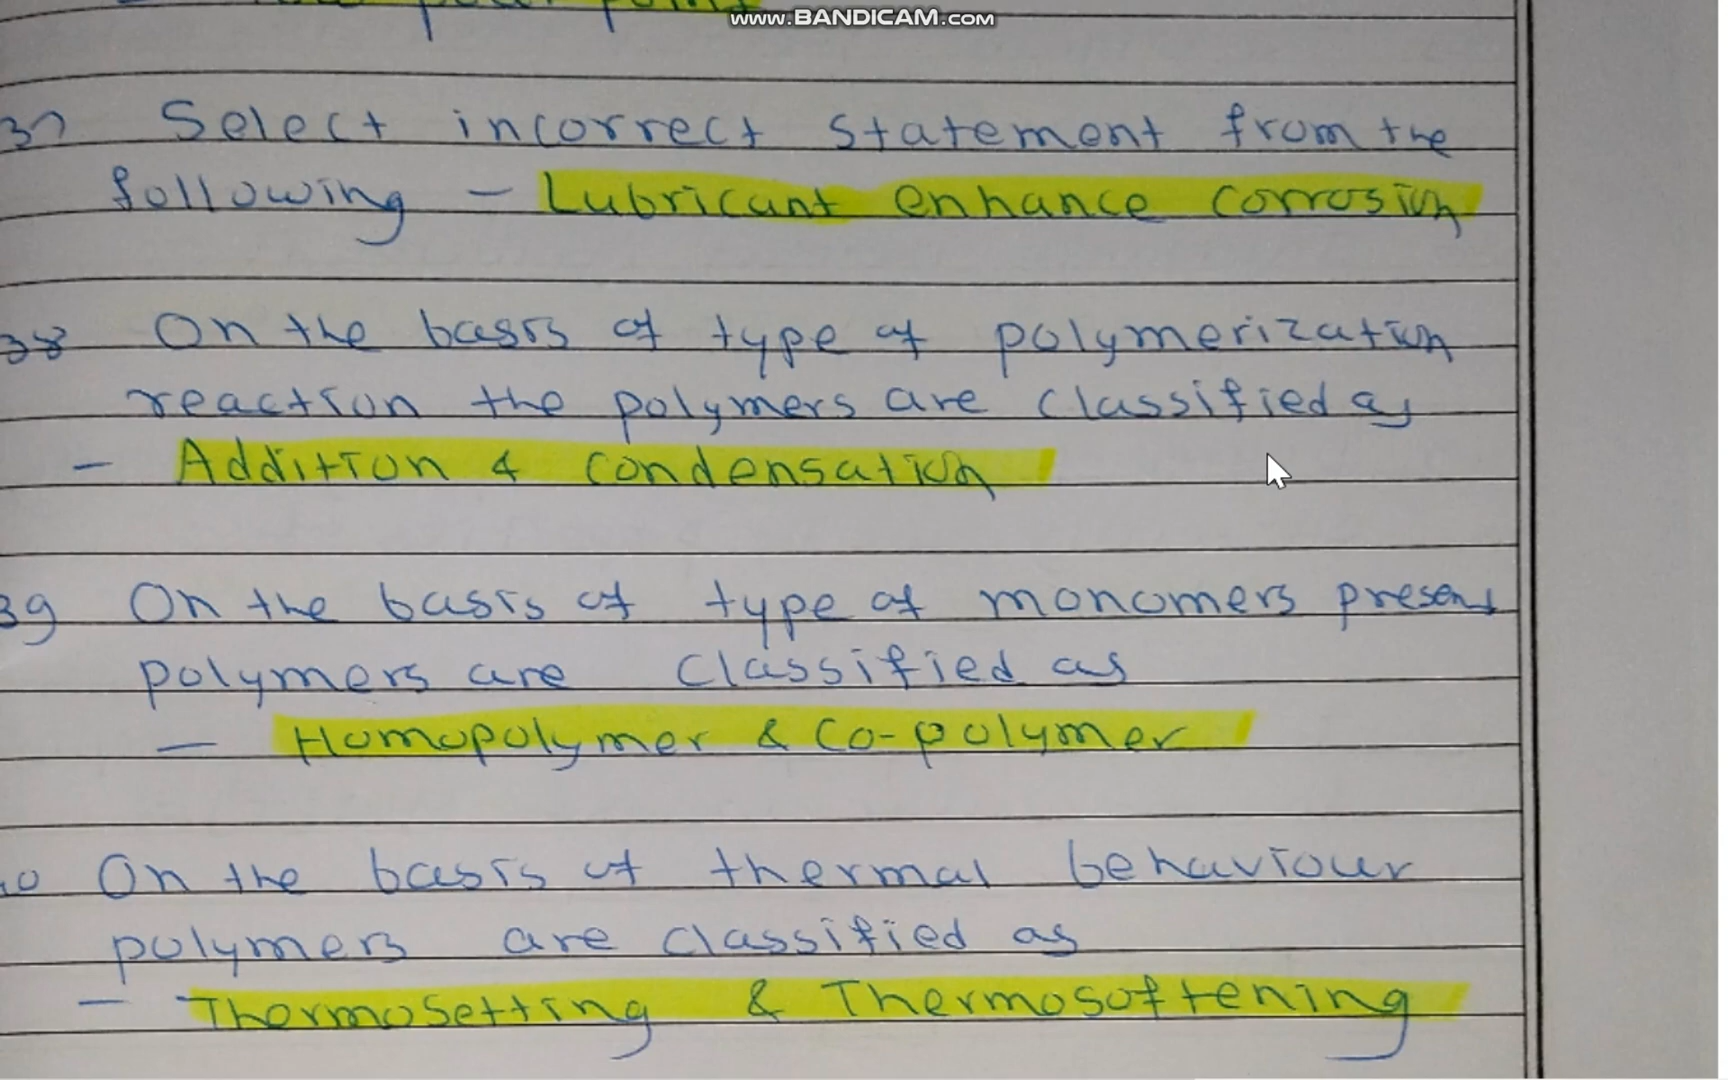 www.BANDICAM.com
37 Select incorrect statement from the
following - Lubricant enhance corrosion
38 On the basis of type of polymerization
reaction the polymers are classified as
- Addition & condensation
39 On the basis of type of monomers present
polymers are classified as
- Homopolymer & Co-polymer
On the basis of thermal behaviour
polymers are classified as
- Thermosetting & Thermosoftening